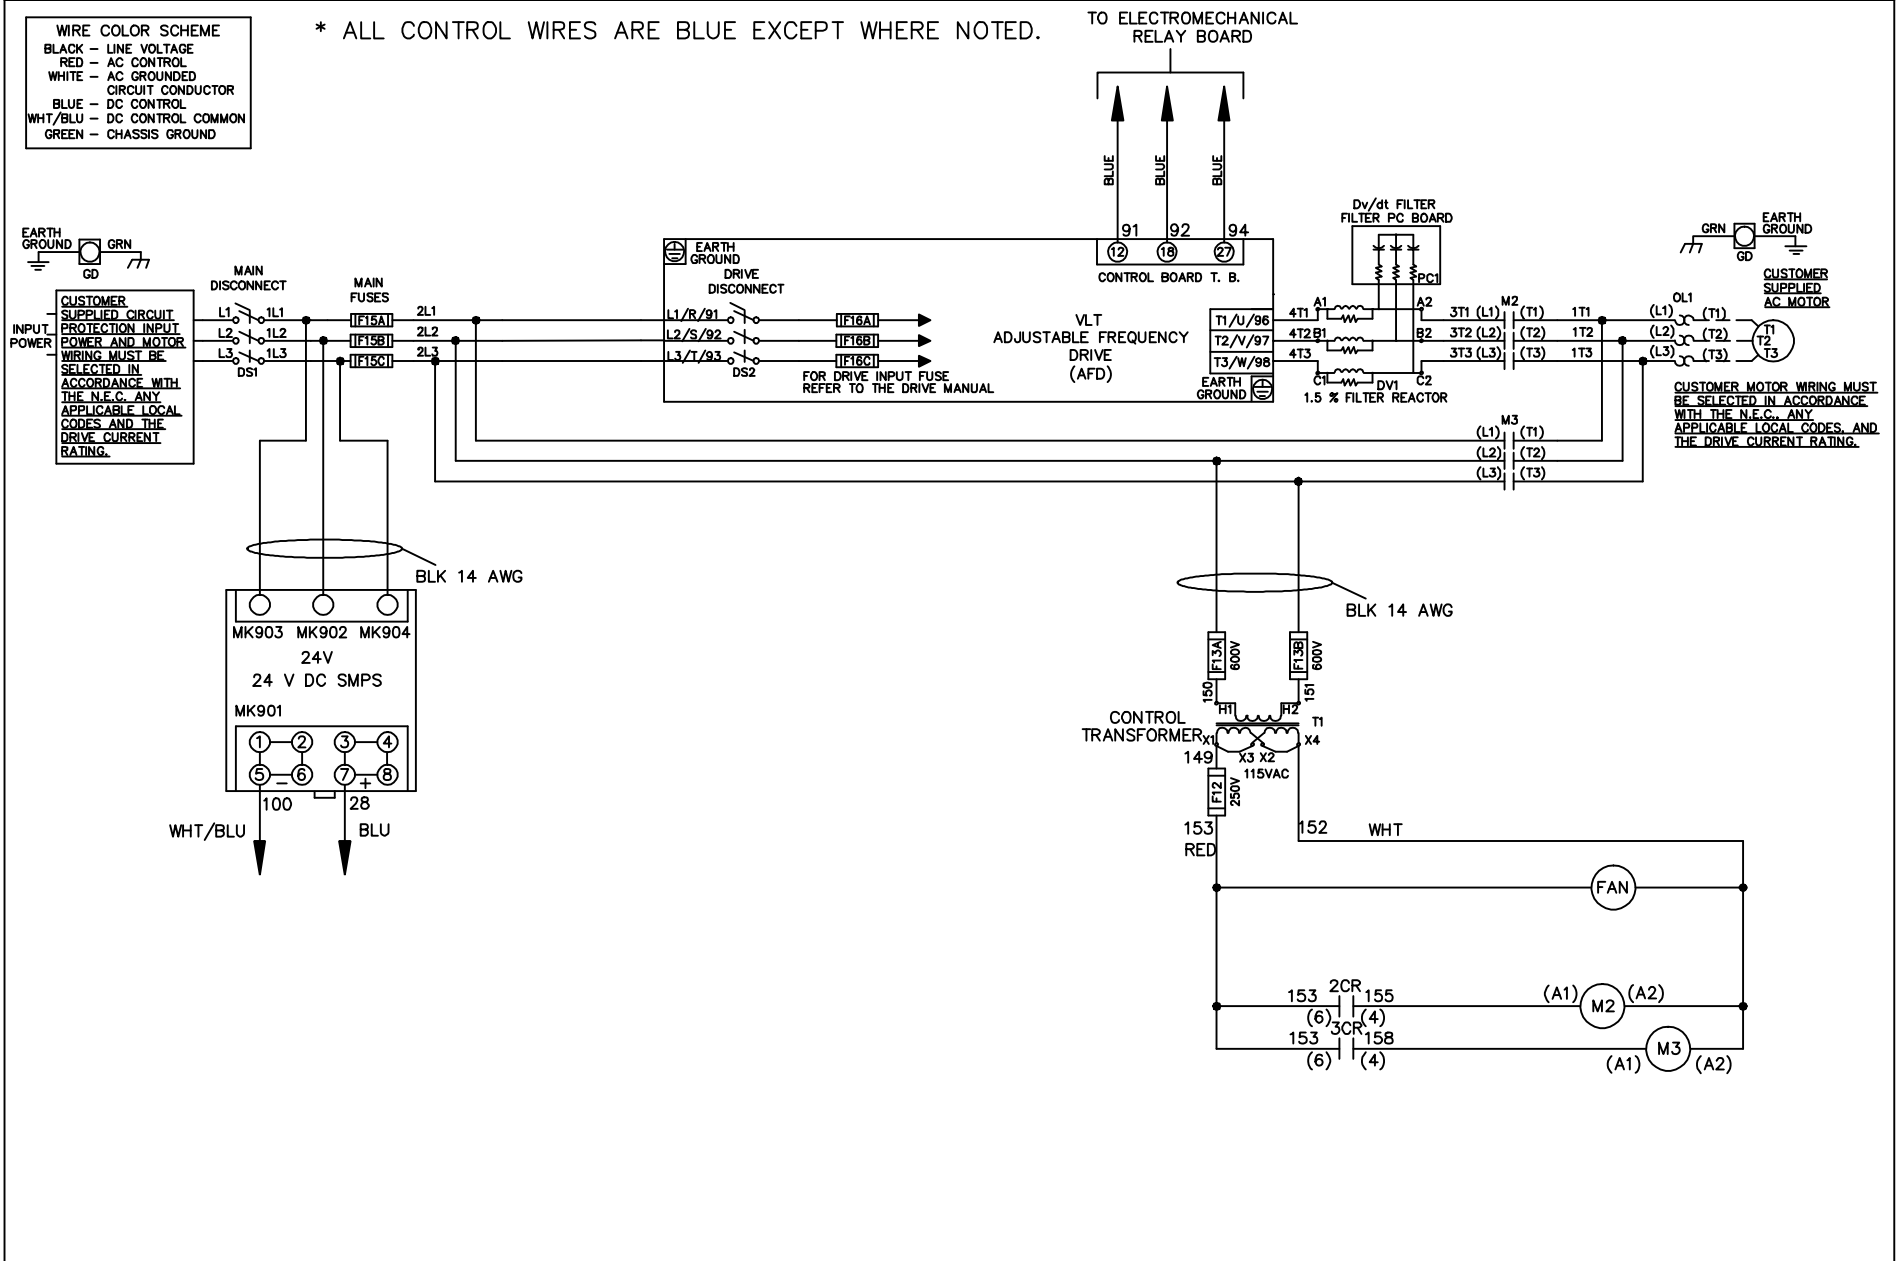 WIRE COLOR SCHEME
BLACK – LINE VOLTAGE
RED – AC CONTROL
WHITE – AC GROUNDED
CIRCUIT CONDUCTOR
BLUE – DC CONTROL
WHT/BLU – DC CONTROL COMMON
GREEN – CHASSIS GROUND
* ALL CONTROL WIRES ARE BLUE EXCEPT WHERE NOTED.
TO ELECTROMECHANICAL
RELAY BOARD
BLUE
BLUE
BLUE
91 92 94
12 18 27
CONTROL BOARD T. B.
EARTH
GROUND
GRN
GD
CUSTOMER
SUPPLIED CIRCUIT
PROTECTION INPUT
POWER AND MOTOR
WIRING MUST BE
SELECTED IN
ACCORDANCE WITH
THE N.E.C. ANY
APPLICABLE LOCAL
CODES AND THE
DRIVE CURRENT
RATING.
INPUT
POWER
MAIN
DISCONNECT
L1 1L1
L2 1L2
L3 1L3
DS1
MAIN
FUSES
F15A 2L1
F15B 2L2
F15C 2L3
EARTH
GROUND
DRIVE
DISCONNECT
L1/R/91
L2/S/92
L3/T/93
DS2
F16A
F16B
F16C
FOR DRIVE INPUT FUSE
REFER TO THE DRIVE MANUAL
VLT
ADJUSTABLE FREQUENCY
DRIVE
(AFD)
T1/U/96
T2/V/97
T3/W/98
EARTH
GROUND
4T1 A1 A2
4T2 B1 B2
4T3 C1 C2
DV1
1.5 % FILTER REACTOR
Dv/dt FILTER
FILTER PC BOARD
PC1
M2
3T1 (L1) (T1) 1T1
3T2 (L2) (T2) 1T2
3T3 (L3) (T3) 1T3
OL1
(L1) (T1)
(L2) (T2)
(L3) (T3)
T1
T2
T3
GRN
GD
EARTH
GROUND
CUSTOMER
SUPPLIED
AC MOTOR
CUSTOMER MOTOR WIRING MUST
BE SELECTED IN ACCORDANCE
WITH THE N.E.C., ANY
APPLICABLE LOCAL CODES, AND
THE DRIVE CURRENT RATING.
M3
(L1) (T1)
(L2) (T2)
(L3) (T3)
BLK 14 AWG
MK903 MK902 MK904
24V
24 V DC SMPS
MK901
1 2 3 4
5 6 7 8
– +
100 28
WHT/BLU BLU
BLK 14 AWG
F13A
600V
F13B
600V
150
151
H1 H2
T1
CONTROL
TRANSFORMER
X1 X3 X2 X4
115VAC
149
F12
250V
153
RED
152 WHT
FAN
2CR
153 155
(6) (4)
(A1) M2 (A2)
3CR
153 158
(6) (4)
(A1) M3 (A2)